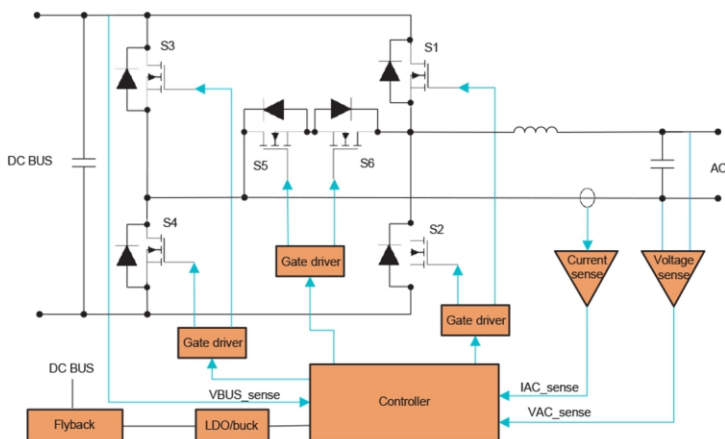 S3
S1
DC BUS
S5
S6
AC
S4
S2
Gate driver
Current
sense
Voltage
sense
Gate driver
Gate driver
DC BUS
VBUS_sense
Controller
IAC_sense
VAC_sense
Flyback
LDO/buck